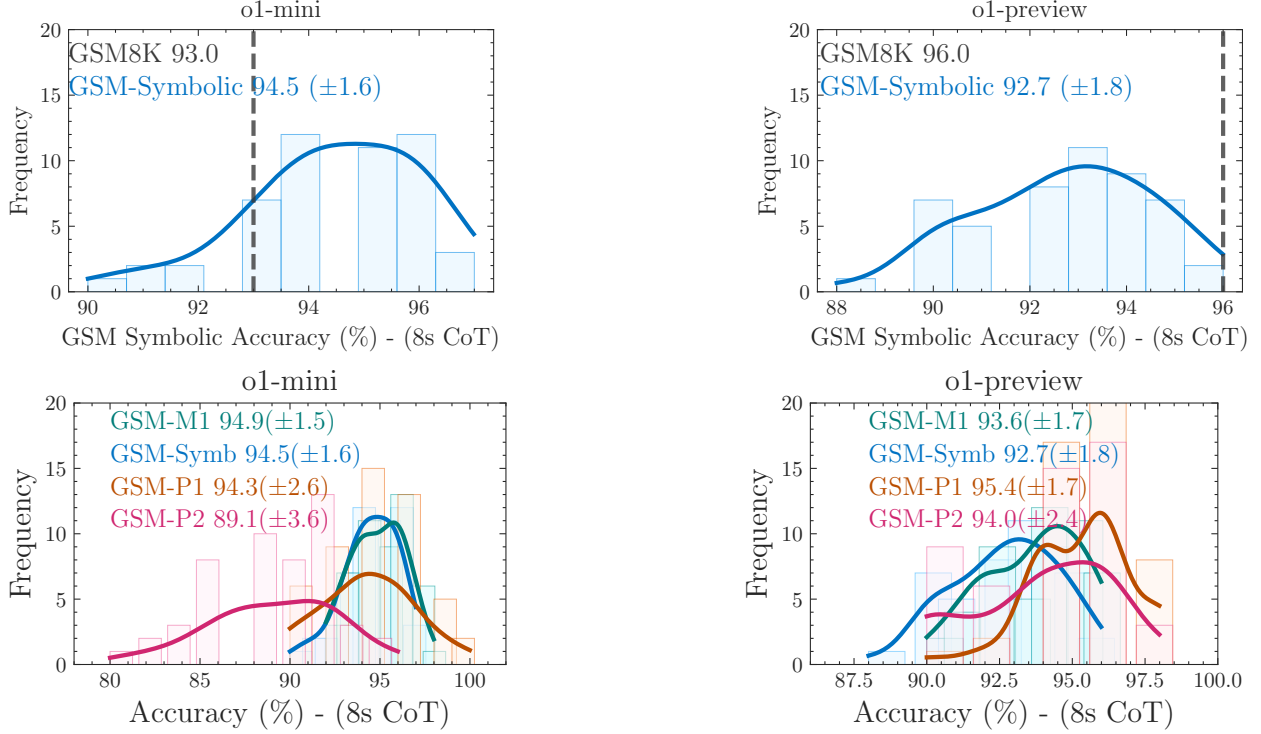 o1-mini
20
15
10
5
0
Frequency
GSM8K 93.0
GSM-Symbolic 94.5 (±1.6)
90 92 94 96
GSM Symbolic Accuracy (%) - (8s CoT)
o1-preview
20
15
10
5
0
Frequency
GSM8K 96.0
GSM-Symbolic 92.7 (±1.8)
88 90 92 94 96
GSM Symbolic Accuracy (%) - (8s CoT)
o1-mini
20
15
10
5
0
Frequency
GSM-M1 94.9(±1.5)
GSM-Symb 94.5(±1.6)
GSM-P1 94.3(±2.6)
GSM-P2 89.1(±3.6)
80 85 90 95 100
Accuracy (%) - (8s CoT)
o1-preview
20
15
10
5
0
Frequency
GSM-M1 93.6(±1.7)
GSM-Symb 92.7(±1.8)
GSM-P1 95.4(±1.7)
GSM-P2 94.0(±2.4)
87.5 90.0 92.5 95.0 97.5 100.0
Accuracy (%) - (8s CoT)